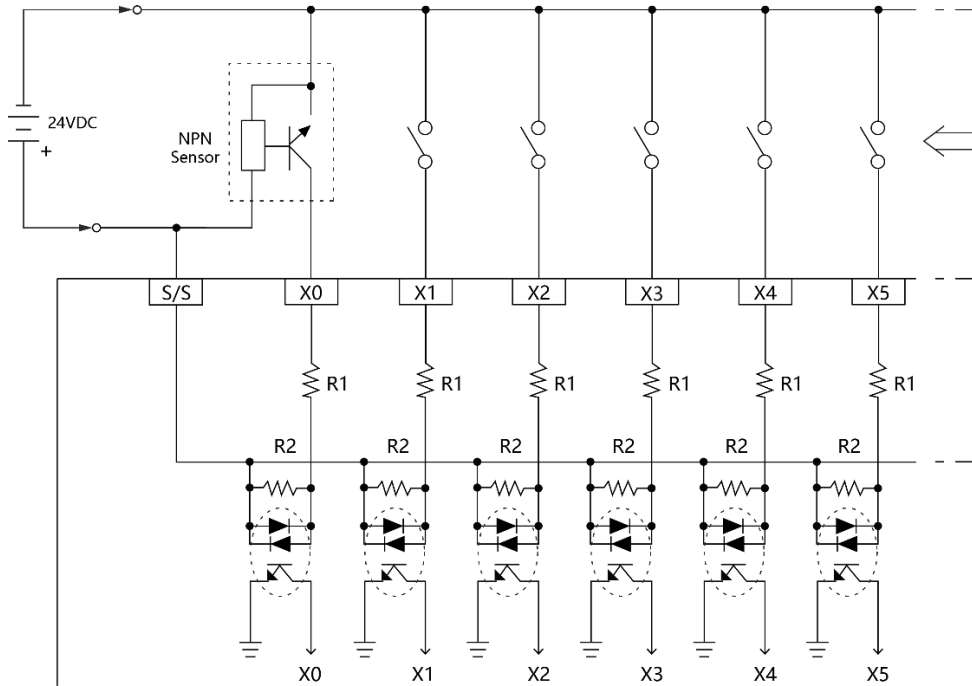 24VDC
+
NPN
Sensor
S/S X0 X1 X2 X3 X4 X5
R1 R1 R1 R1 R1 R1
R2 R2 R2 R2 R2 R2
X0 X1 X2 X3 X4 X5